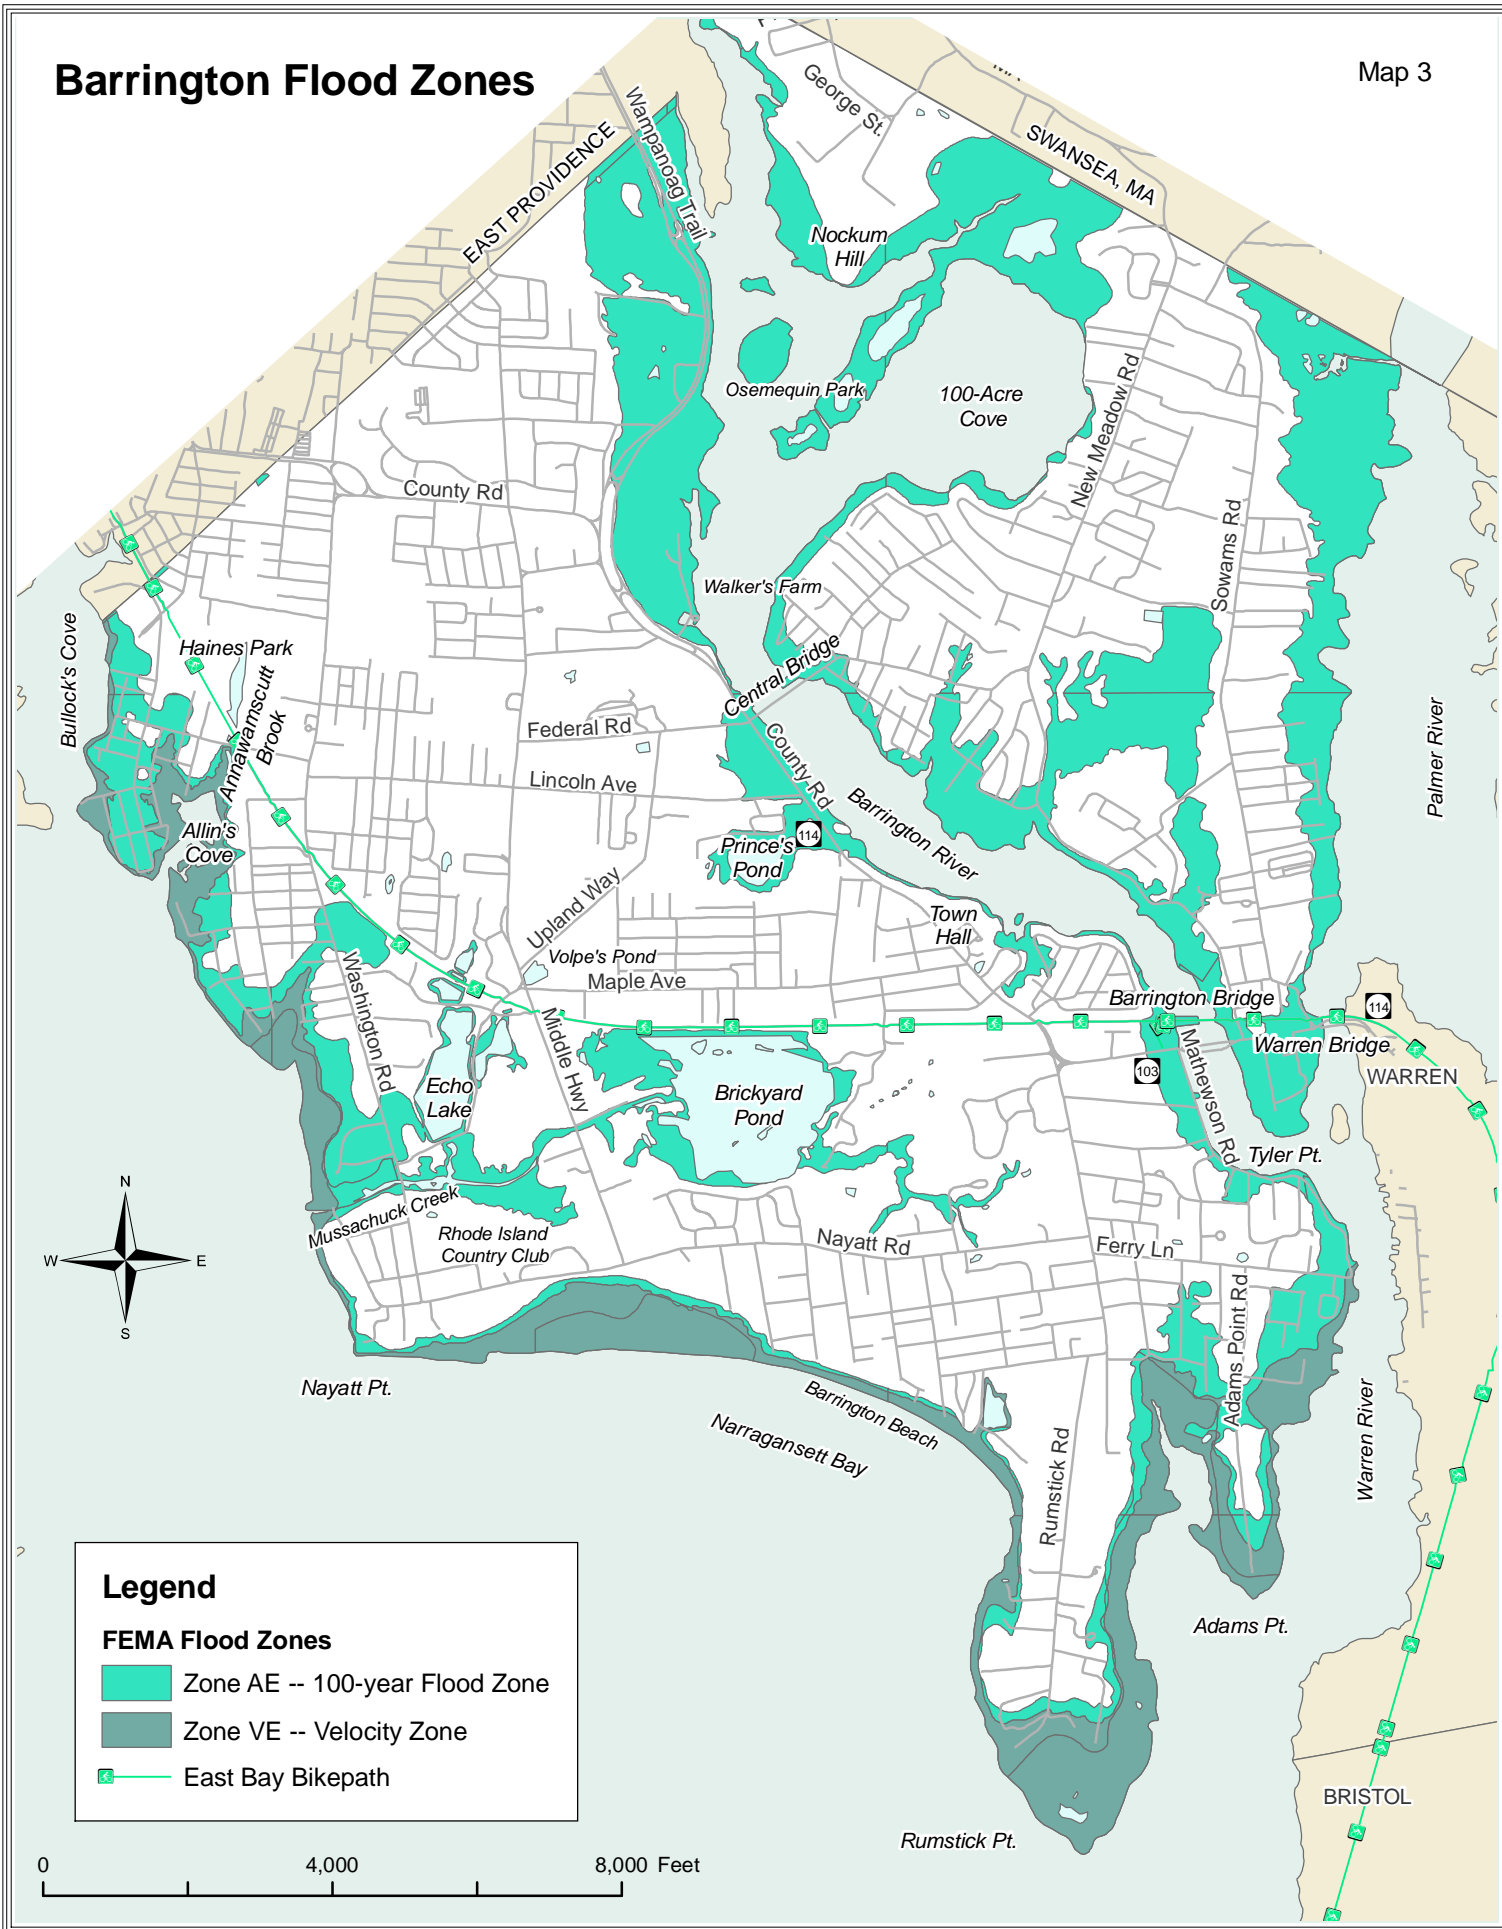 Barrington Flood Zones
Map 3
George St.
Wampanoag Trail
EAST PROVIDENCE
SWANSEA, MA
Nockum
Hill
Osemequin Park
100-Acre
Cove
New Meadow Rd
County Rd
Sowams Rd
Walker's Farm
Bullock's Cove
Haines Park
Annawamscutt
Brook
Central Bridge
Federal Rd
County Rd
Lincoln Ave
Barrington River
Palmer River
Allin's
Cove
114
Prince's
Pond
Upland Way
Town
Hall
Volpe's Pond
Maple Ave
Washington Rd
Barrington Bridge
114
Middle Hwy
Mathewson Rd
Warren Bridge
103
WARREN
Echo
Lake
Brickyard
Pond
Tyler Pt.
Mussachuck Creek
Rhode Island
Country Club
Nayatt Rd
Ferry Ln
N
W
E
S
Adams Point Rd
Nayatt Pt.
Barrington Beach
Narragansett Bay
Rumstick Rd
Warren River
Adams Pt.
Legend
FEMA Flood Zones
Zone AE -- 100-year Flood Zone
Zone VE -- Velocity Zone
East Bay Bikepath
BRISTOL
Rumstick Pt.
0 4,000 8,000 Feet